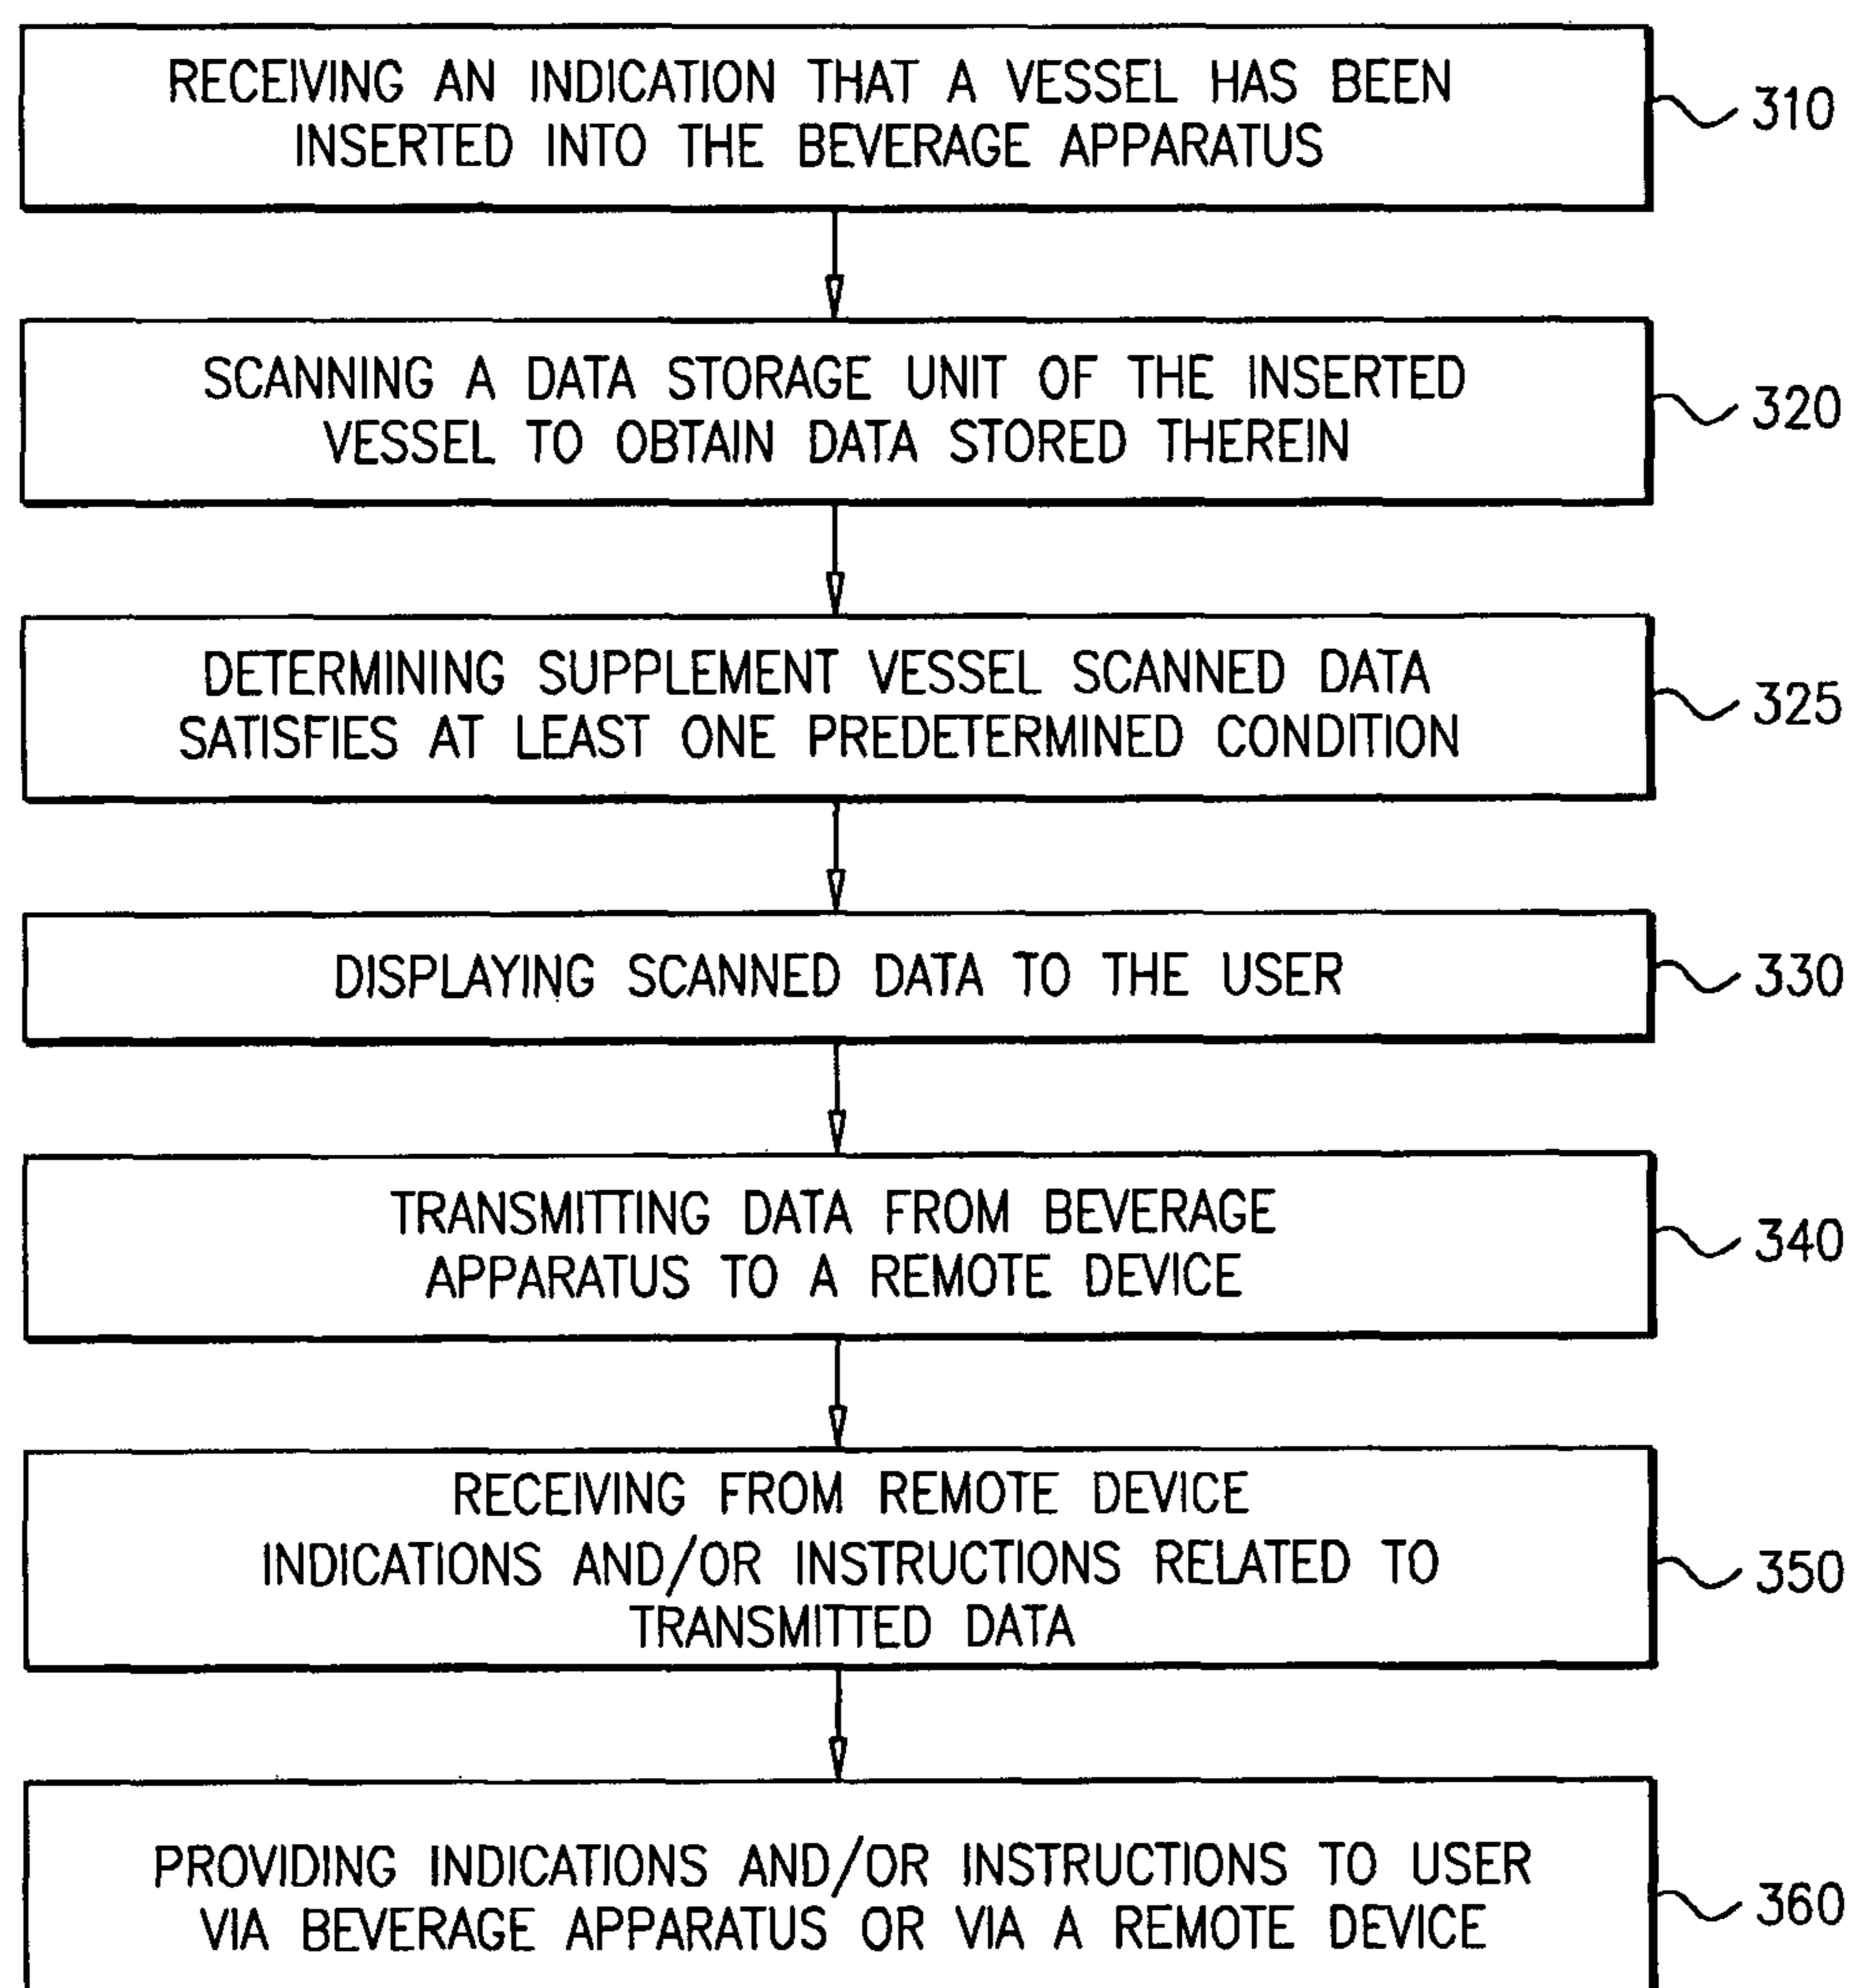 RECEIVING AN INDICATION THAT A VESSEL HAS BEEN
INSERTED INTO THE BEVERAGE APPARATUS
310
SCANNING A DATA STORAGE UNIT OF THE INSERTED
VESSEL TO OBTAIN DATA STORED THEREIN
320
DETERMINING SUPPLEMENT VESSEL SCANNED DATA
SATISFIES AT LEAST ONE PREDETERMINED CONDITION
325
DISPLAYING SCANNED DATA TO THE USER
330
TRANSMITTING DATA FROM BEVERAGE
APPARATUS TO A REMOTE DEVICE
340
RECEIVING FROM REMOTE DEVICE
INDICATIONS AND/OR INSTRUCTIONS RELATED TO
TRANSMITTED DATA
350
PROVIDING INDICATIONS AND/OR INSTRUCTIONS TO USER
VIA BEVERAGE APPARATUS OR VIA A REMOTE DEVICE
360